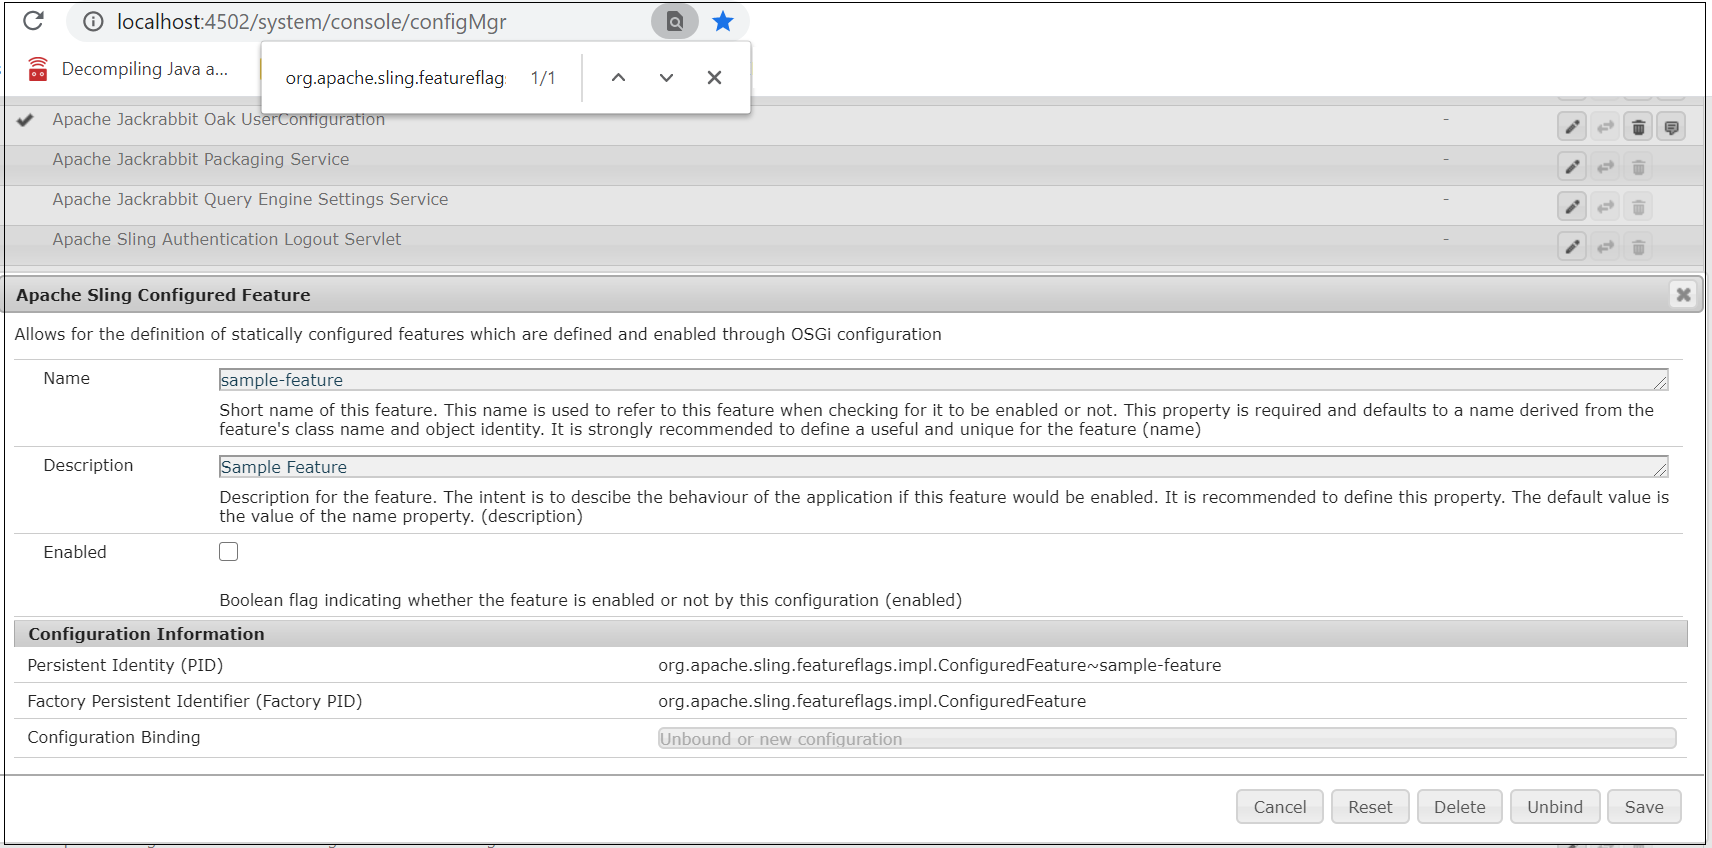 localhost:4502/system/console/configMgr
Decompiling Java a...
org.apache.sling.featureflag 1/1
Apache Jackrabbit Oak UserConfiguration -
Apache Jackrabbit Packaging Service -
Apache Jackrabbit Query Engine Settings Service -
Apache Sling Authentication Logout Servlet -
Apache Sling Configured Feature
Allows for the definition of statically configured features which are defined and enabled through OSGi configuration
Name sample-feature
Short name of this feature. This name is used to refer to this feature when checking for it to be enabled or not. This property is required and defaults to a name derived from the
feature's class name and object identity. It is strongly recommended to define a useful and unique for the feature (name)
Description Sample Feature
Description for the feature. The intent is to descibe the behaviour of the application if this feature would be enabled. It is recommended to define this property. The default value is
the value of the name property. (description)
Enabled
Boolean flag indicating whether the feature is enabled or not by this configuration (enabled)
Configuration Information
Persistent Identity (PID) org.apache.sling.featureflags.impl.ConfiguredFeature~sample-feature
Factory Persistent Identifier (Factory PID) org.apache.sling.featureflags.impl.ConfiguredFeature
Configuration Binding Unbound or new configuration
Cancel Reset Delete Unbind Save